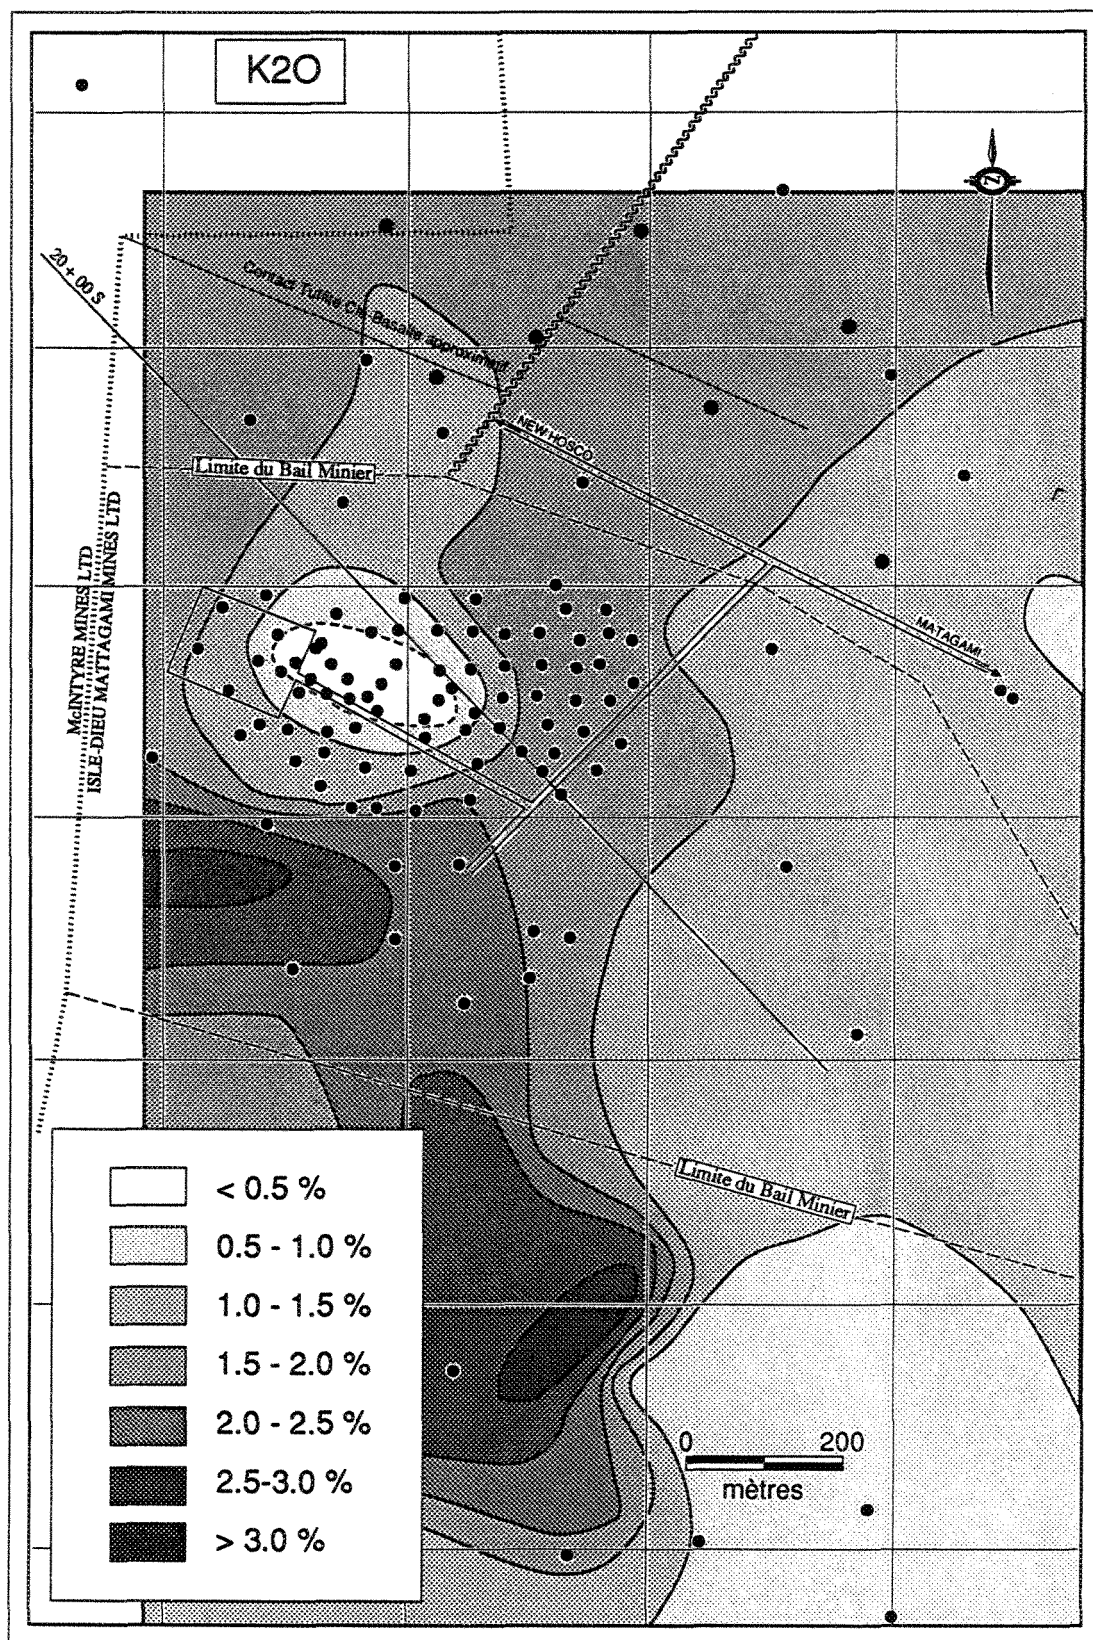 K2O
Z
20 + 00 S
Contact Tuffite Clé-Basalte approximatif
NEW HOSCO
Limite du Bail Minier
McINTYRE MINES LTD
ISLE-DIEU MATTAGAMI MINES LTD
MATAGAMI
Limite du Bail Minier
< 0.5 %
0.5 - 1.0 %
1.0 - 1.5 %
1.5 - 2.0 %
2.0 - 2.5 %
2.5-3.0 %
> 3.0 %
0 200
mètres